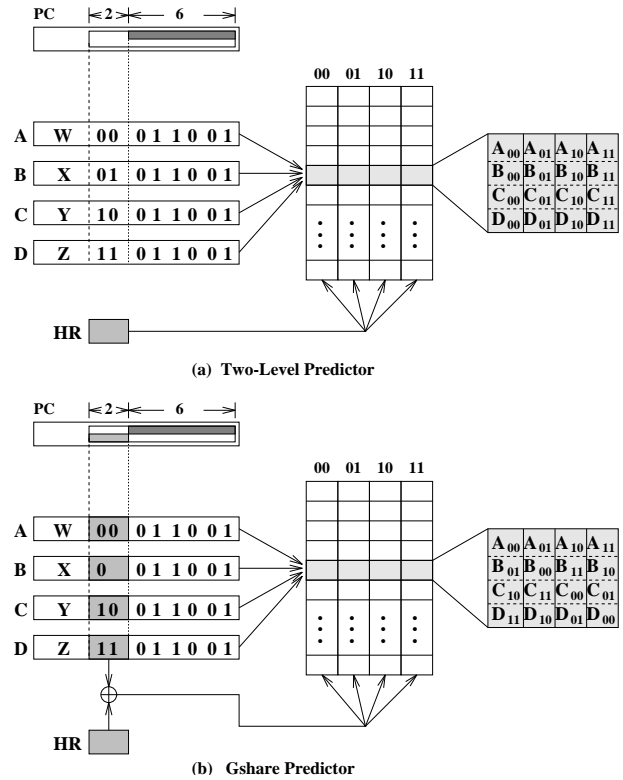 PC 2 6
00 01 10 11
A W 00 0 1 1 0 0 1
B X 01 0 1 1 0 0 1
C Y 10 0 1 1 0 0 1
D Z 11 0 1 1 0 0 1
A00 A01 A10 A11
B00 B01 B10 B11
C00 C01 C10 C11
D00 D01 D10 D11
HR
(a) Two-Level Predictor
PC 2 6
00 01 10 11
A W 00 0 1 1 0 0 1
B X 0 0 1 1 0 0 1
C Y 10 0 1 1 0 0 1
D Z 11 0 1 1 0 0 1
A00 A01 A10 A11
B01 B00 B11 B10
C10 C11 C00 C01
D11 D10 D01 D00
HR
(b) Gshare Predictor